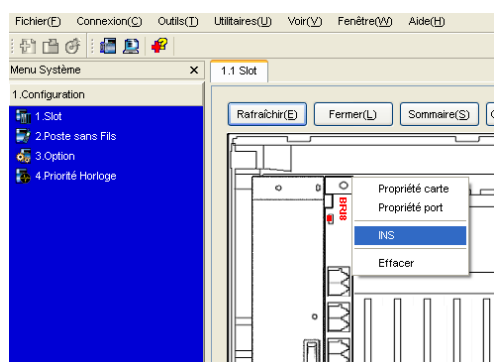 Fichier(F) Connexion(C) Outils(T) Utilitaires(U) Voir(V) Fenêtre(W) Aide(H)
Menu Système X
1.1 Slot
1.Configuration
1.Slot
2.Poste sans Fils
3.Option
4.Priorité Horloge
Rafraîchir(E) Fermer(L) Sommaire(S)
BRI8
Propriété carte
Propriété port
INS
Effacer